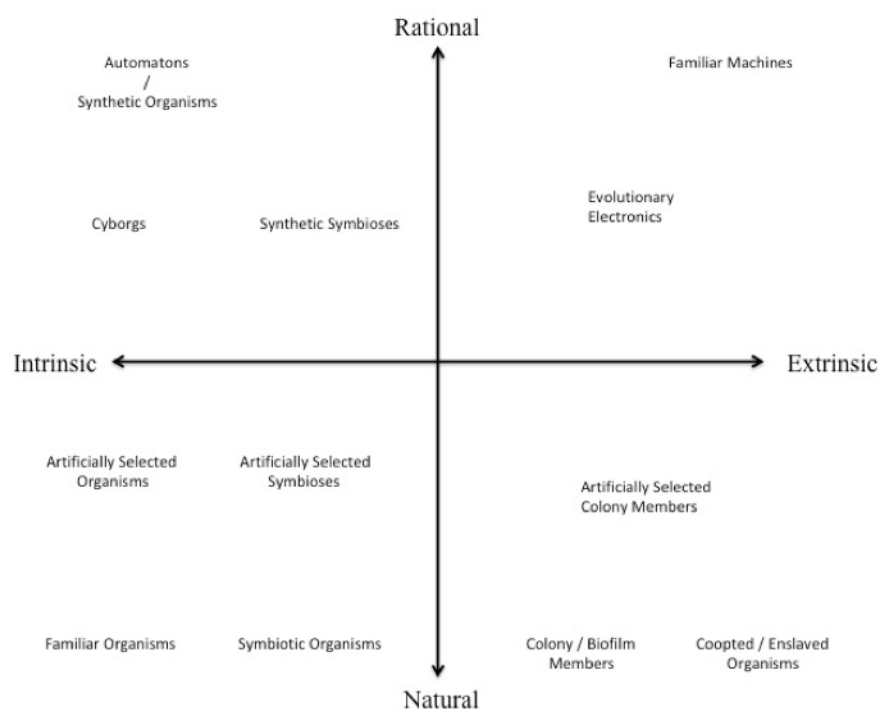 Rational
Automatons
/
Synthetic Organisms
Familiar Machines
Cyborgs
Synthetic Symbioses
Evolutionary
Electronics
Intrinsic
Extrinsic
Artificially Selected
Organisms
Artificially Selected
Symbioses
Artificially Selected
Colony Members
Familiar Organisms
Symbiotic Organisms
Colony / Biofilm
Members
Coopted / Enslaved
Organisms
Natural